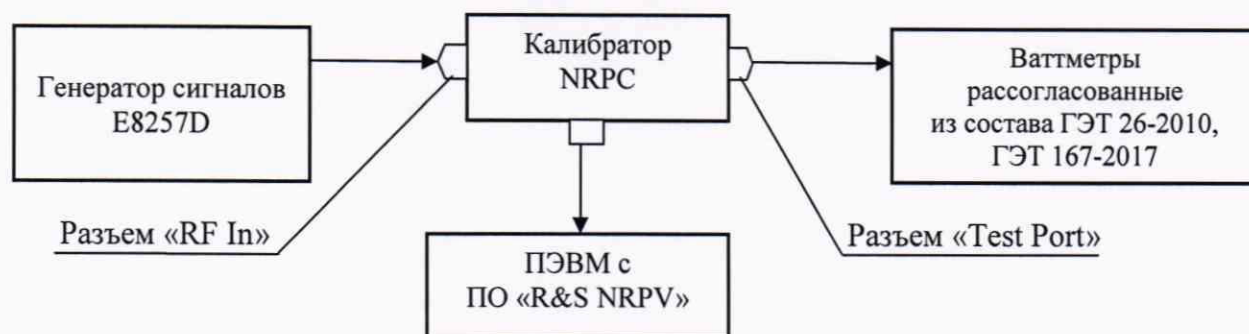 Генератор сигналов
E8257D
Калибратор
NRPC
Ваттметры
рассогласованные
из состава ГЭТ 26-2010,
ГЭТ 167-2017
Разъем «RF In»
ПЭВМ с
ПО «R&S NRPV»
Разъем «Test Port»